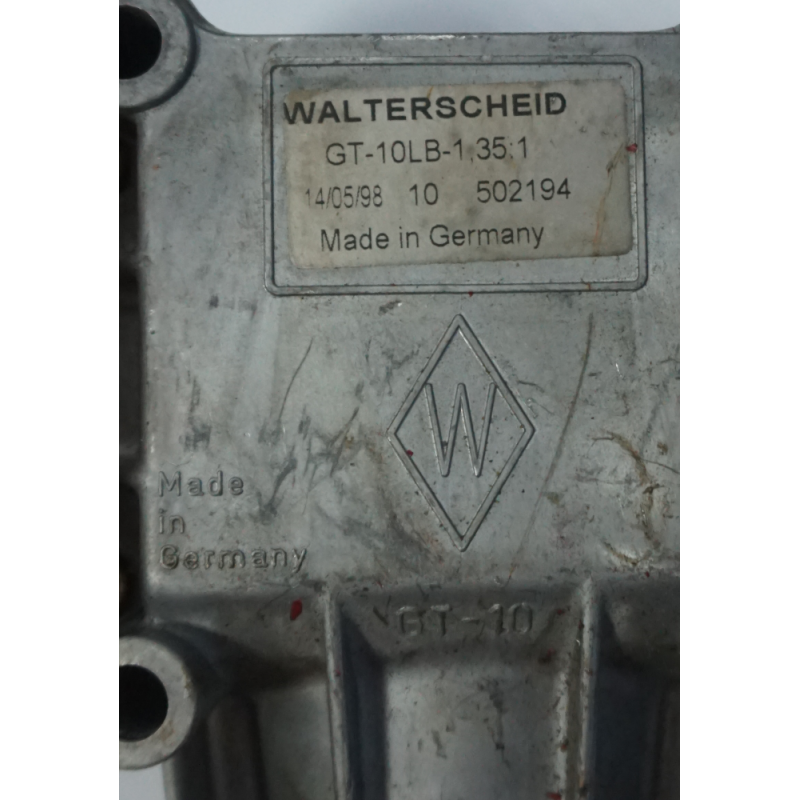 WALTERSCHEID
GT-10LB-1,35:1
14/05/98 10 502194
Made in Germany
W
Made
in
Germany
GT-10